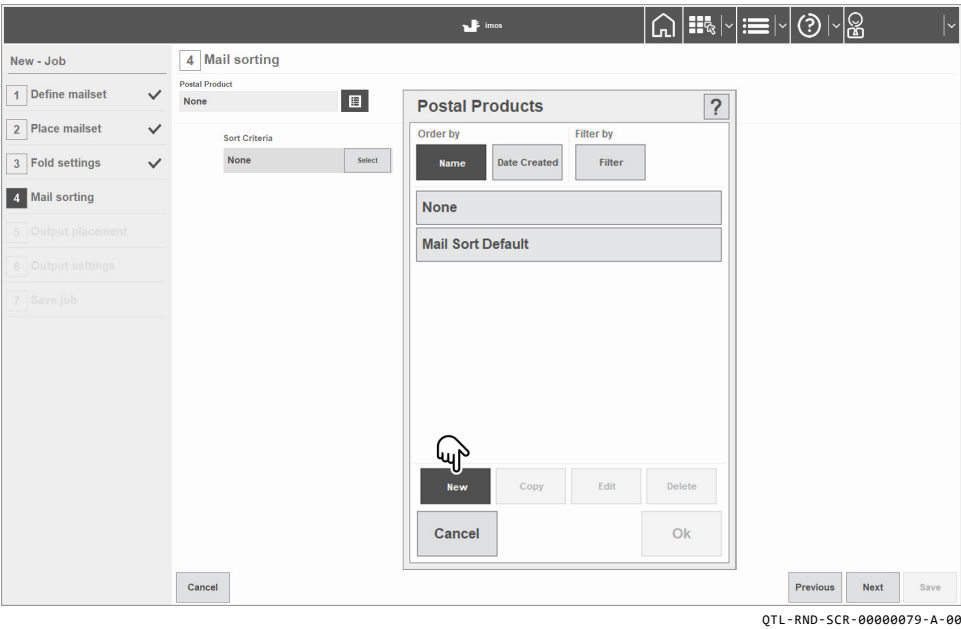 imos
New - Job
4 Mail sorting
1 Define mailset
2 Place mailset
3 Fold settings
4 Mail sorting
5 Output placement
6 Output settings
7 Save job
Postal Product
None
Sort Criteria
None Select
Postal Products ?
Order by Filter by
Name Date Created Filter
None
Mail Sort Default
New Copy Edit Delete
Cancel Ok
Cancel Previous Next Save
QTL-RND-SCR-00000079-A-00